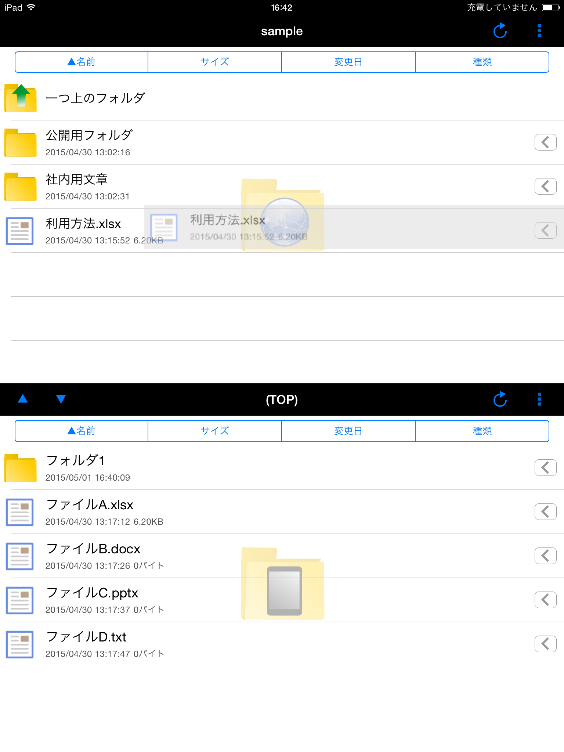 iPad 16:42 充電していません
sample
▲名前 サイズ 変更日 種類
一つ上のフォルダ
公開用フォルダ
2015/04/30 13:02:16
社内用文章
2015/04/30 13:02:31
利用方法.xlsx
2015/04/30 13:15:52 6.20KB
利用方法.xlsx
2015/04/30 13:15:52 6.20KB
▲ ▼ (TOP)
▲名前 サイズ 変更日 種類
フォルダ1
2015/05/01 16:40:09
ファイルA.xlsx
2015/04/30 13:17:12 6.20KB
ファイルB.docx
2015/04/30 13:17:26 0バイト
ファイルC.pptx
2015/04/30 13:17:37 0バイト
ファイルD.txt
2015/04/30 13:17:47 0バイト